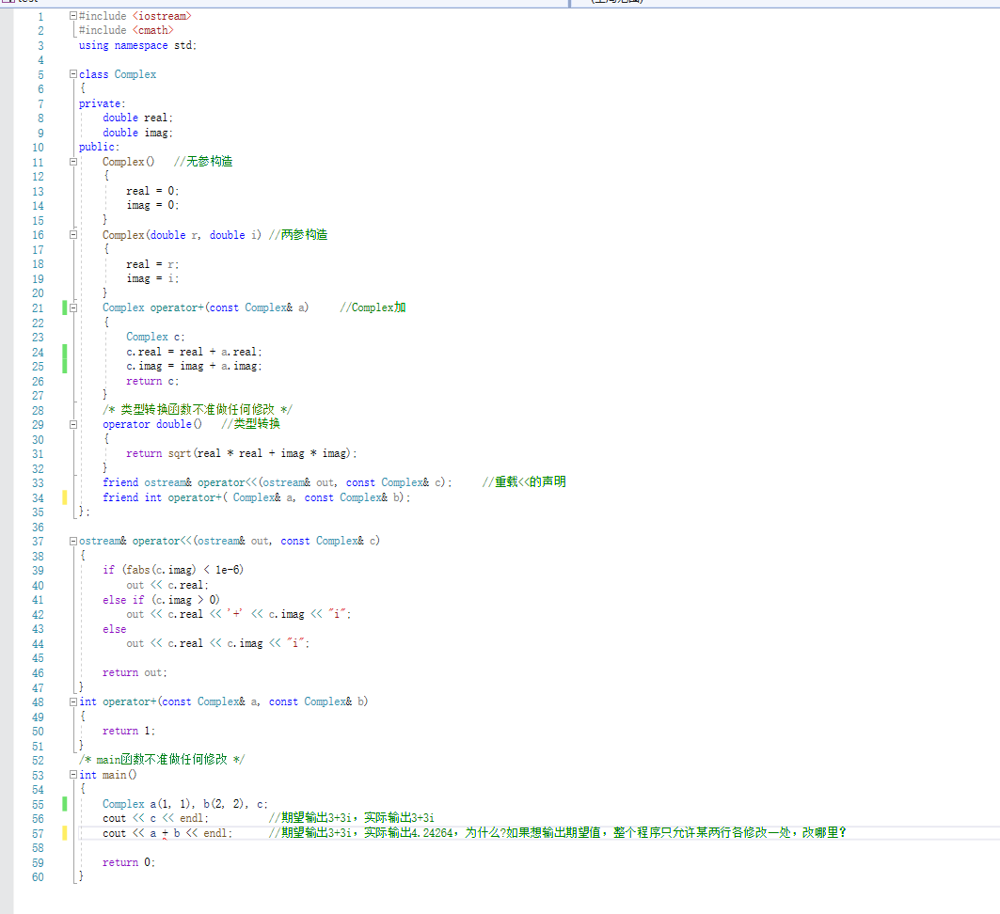 1 #include <iostream>
2 #include <cmath>
3 using namespace std;
4
5 class Complex
6 {
7 private:
8 double real;
9 double imag;
10 public:
11 Complex() //无参构造
12 {
13 real = 0;
14 imag = 0;
15 }
16 Complex(double r, double i) //两参构造
17 {
18 real = r;
19 imag = i;
20 }
21 Complex operator+(const Complex& a) //Complex加
22 {
23 Complex c;
24 c.real = real + a.real;
25 c.imag = imag + a.imag;
26 return c;
27 }
28 /* 类型转换函数不准做任何修改 */
29 operator double() //类型转换
30 {
31 return sqrt(real * real + imag * imag);
32 }
33 friend ostream& operator<<(ostream& out, const Complex& c); //重载<<的声明
34 friend int operator+( Complex& a, const Complex& b);
35 };
36
37 ostream& operator<<(ostream& out, const Complex& c)
38 {
39 if (fabs(c.imag) < 1e-6)
40 out << c.real;
41 else if (c.imag > 0)
42 out << c.real << '+' << c.imag << "i";
43 else
44 out << c.real << c.imag << "i";
45
46 return out;
47 }
48 int operator+(const Complex& a, const Complex& b)
49 {
50 return 1;
51 }
52 /* main函数不准做任何修改 */
53 int main()
54 {
55 Complex a(1, 1), b(2, 2), c;
56 cout << c << endl; //期望输出3+3i，实际输出3+3i
57 cout << a + b << endl; //期望输出3+3i，实际输出4.24264，为什么?如果想输出期望值，整个程序只允许某两行各修改一处，改哪里？
58
59 return 0;
60 }